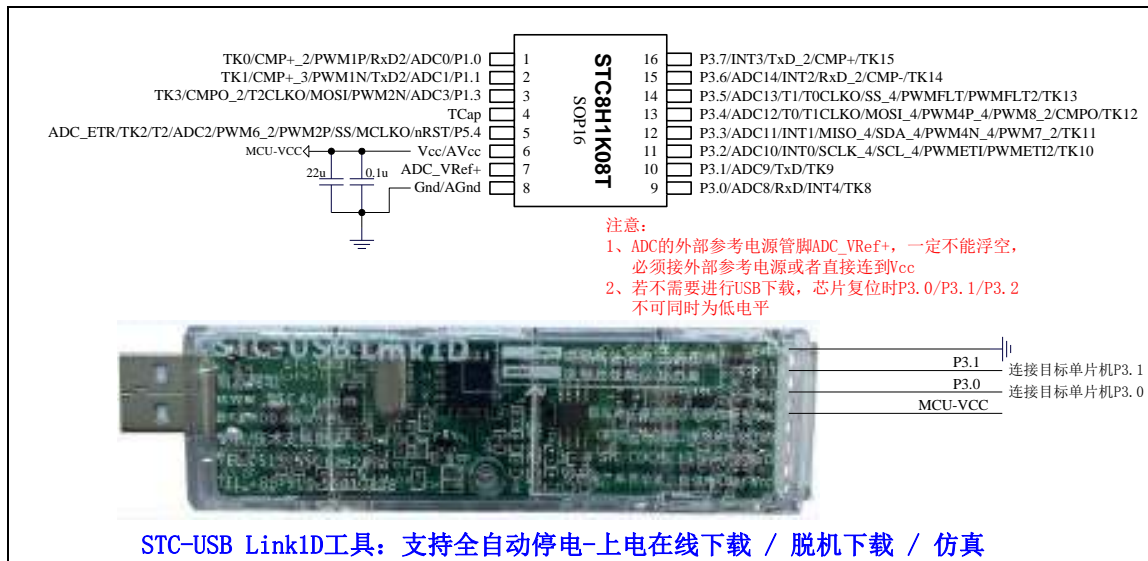 TK0/CMP+_2/PWM1P/RxD2/ADC0/P1.0
TK1/CMP+_3/PWM1N/TxD2/ADC1/P1.1
TK3/CMPO_2/T2CLKO/MOSI/PWM2N/ADC3/P1.3
TCap
ADC_ETR/TK2/T2/ADC2/PWM6_2/PWM2P/SS/MCLKO/nRST/P5.4
MCU-VCC
Vcc/AVcc
ADC_VRef+
Gnd/AGnd
22u
0.1u
1
2
3
4
5
6
7
8
STC8H1K08T
SOP16
16
15
14
13
12
11
10
9
P3.7/INT3/TxD_2/CMP+/TK15
P3.6/ADC14/INT2/RxD_2/CMP-/TK14
P3.5/ADC13/T1/T0CLKO/SS_4/PWMFLT/PWMFLT2/TK13
P3.4/ADC12/T0/T1CLKO/MOSI_4/PWM4P_4/PWM8_2/CMPO/TK12
P3.3/ADC11/INT1/MISO_4/SDA_4/PWM4N_4/PWM7_2/TK11
P3.2/ADC10/INT0/SCLK_4/SCL_4/PWMETI/PWMETI2/TK10
P3.1/ADC9/TxD/TK9
P3.0/ADC8/RxD/INT4/TK8
注意：
1、ADC的外部参考电源管脚ADC_VRef+，一定不能浮空，
必须接外部参考电源或者直接连到Vcc
2、若不需要进行USB下载，芯片复位时P3.0/P3.1/P3.2
不可同时为低电平
STC-USB Link1D
P3.1
连接目标单片机P3.1
P3.0
连接目标单片机P3.0
MCU-VCC
STC-USB Link1D工具：支持全自动停电-上电在线下载 / 脱机下载 / 仿真